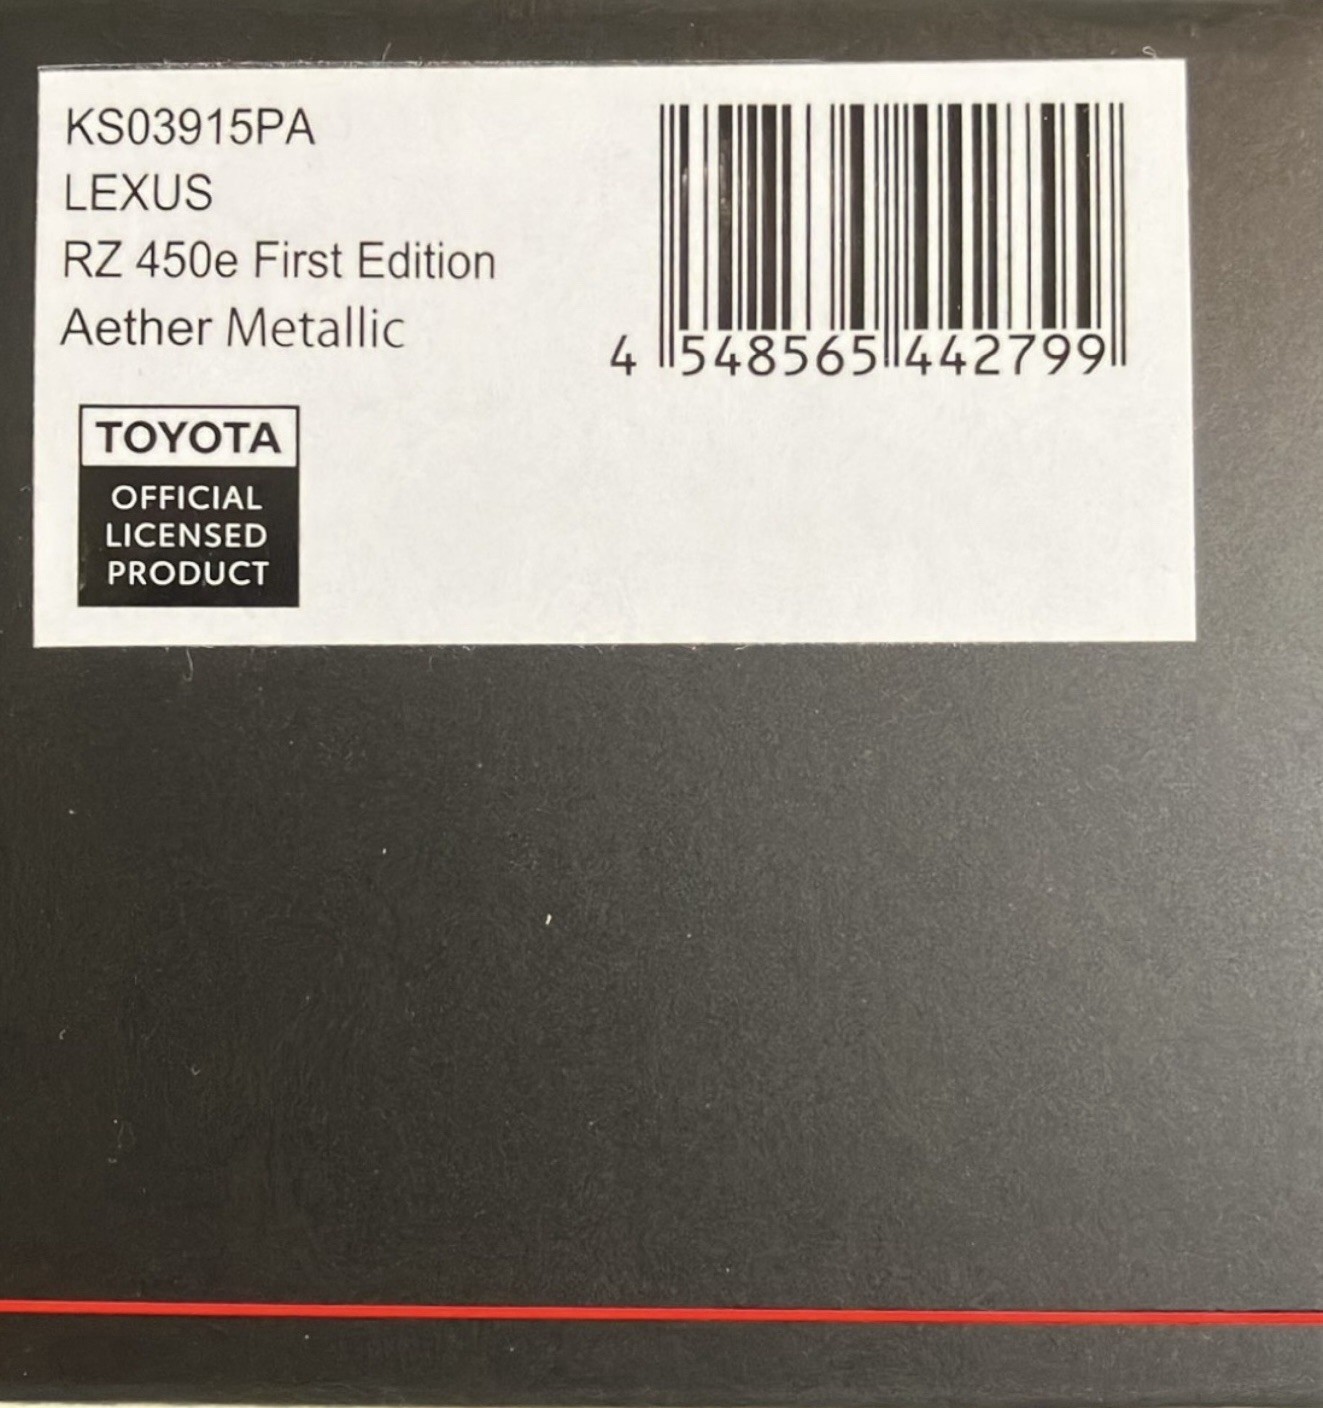 KS03915PA
LEXUS
RZ 450e First Edition
Aether Metallic
4 548565 442799
TOYOTA
OFFICIAL
LICENSED
PRODUCT